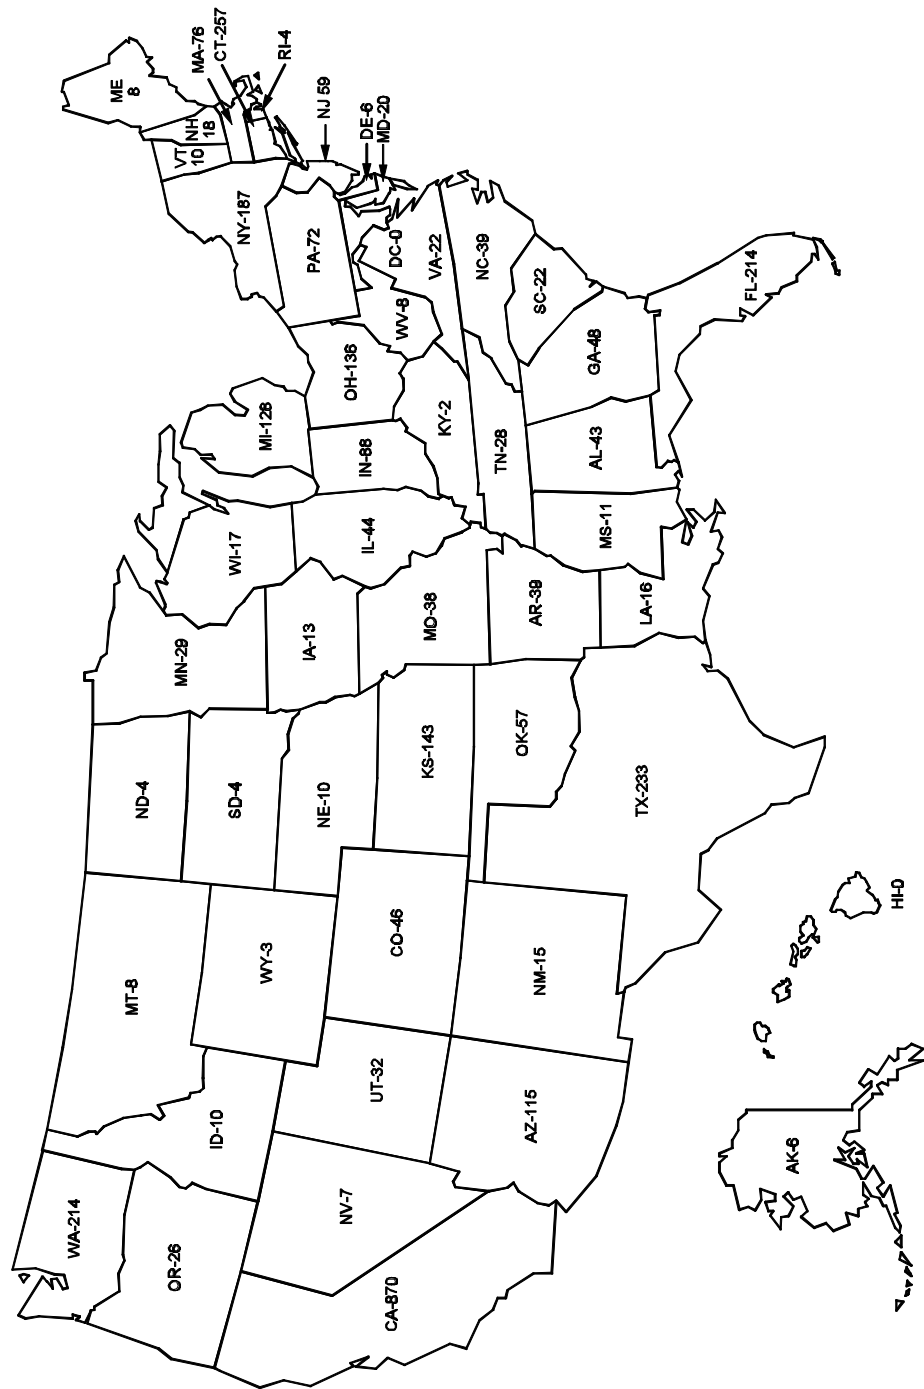 WA-214
OR-26
CA-870
NV-7
ID-10
MT-8
WY-3
UT-32
AZ-115
CO-46
NM-15
ND-4
SD-4
NE-10
KS-143
OK-57
TX-233
MN-29
IA-13
MO-38
AR-39
LA-16
WI-17
IL-44
MI-126
IN-88
OH-136
KY-2
TN-28
MS-11
AL-43
GA-48
FL-214
SC-22
NC-39
VA-22
WV-8
DC-0
PA-72
NY-187
VT
10
NH
18
ME
8
MA-76
CT-257
RI-4
NJ 59
DE-6
MD-20
AK-6
HI-0